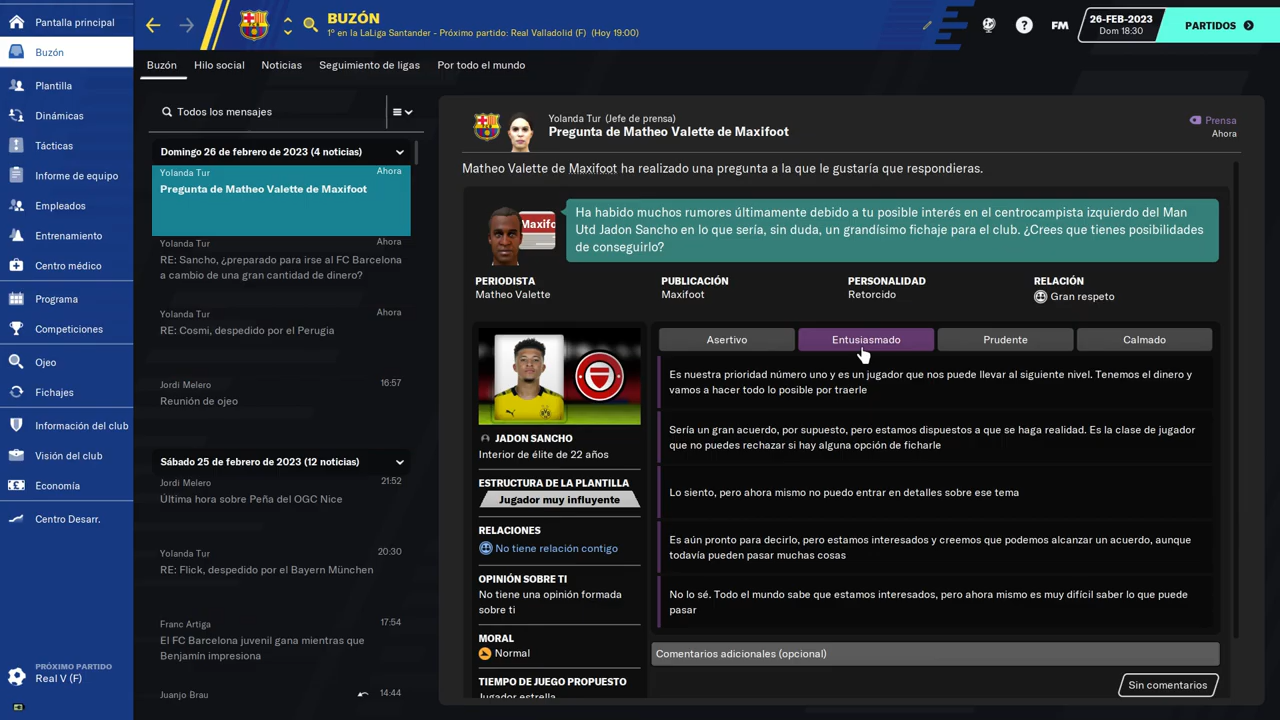 Pantalla principal
Buzón
Plantilla
Dinámicas
Tácticas
Informe de equipo
Empleados
Entrenamiento
Centro médico
Programa
Competiciones
Ojeo
Fichajes
Información del club
Visión del club
Economía
Centro Desarr.
PRÓXIMO PARTIDO
Real V (F)
BUZÓN
1º en la LaLiga Santander - Próximo partido: Real Valladolid (F) (Hoy 19:00)
FM
26-FEB-2023
Dom 18:30
PARTIDOS
Buzón Hilo social Noticias Seguimiento de ligas Por todo el mundo
Todos los mensajes
Domingo 26 de febrero de 2023 (4 noticias)
Yolanda Tur Ahora
Pregunta de Matheo Valette de Maxifoot
Yolanda Tur Ahora
RE: Sancho, ¿preparado para irse al FC Barcelona
a cambio de una gran cantidad de dinero?
Yolanda Tur Ahora
RE: Cosmi, despedido por el Perugia
Jordi Melero 16:57
Reunión de ojeo
Sábado 25 de febrero de 2023 (12 noticias)
Jordi Melero 21:52
Última hora sobre Peña del OGC Nice
Yolanda Tur 20:30
RE: Flick, despedido por el Bayern München
Franc Artiga 17:54
El FC Barcelona juvenil gana mientras que
Benjamín impresiona
Juanjo Brau 14:44
Yolanda Tur (Jefe de prensa)
Pregunta de Matheo Valette de Maxifoot
Prensa
Ahora
Matheo Valette de Maxifoot ha realizado una pregunta a la que le gustaría que respondieras.
Maxifo
Ha habido muchos rumores últimamente debido a tu posible interés en el centrocampista izquierdo del Man
Utd Jadon Sancho en lo que sería, sin duda, un grandísimo fichaje para el club. ¿Crees que tienes posibilidades
de conseguirlo?
PERIODISTA PUBLICACIÓN PERSONALIDAD RELACIÓN
Matheo Valette Maxifoot Retorcido Gran respeto
JADON SANCHO
Interior de élite de 22 años
ESTRUCTURA DE LA PLANTILLA
Jugador muy influyente
RELACIONES
No tiene relación contigo
OPINIÓN SOBRE TI
No tiene una opinión formada
sobre ti
MORAL
Normal
TIEMPO DE JUEGO PROPUESTO
Jugador estrella
Asertivo Entusiasmado Prudente Calmado
Es nuestra prioridad número uno y es un jugador que nos puede llevar al siguiente nivel. Tenemos el dinero y
vamos a hacer todo lo posible por traerle
Sería un gran acuerdo, por supuesto, pero estamos dispuestos a que se haga realidad. Es la clase de jugador
que no puedes rechazar si hay alguna opción de ficharle
Lo siento, pero ahora mismo no puedo entrar en detalles sobre ese tema
Es aún pronto para decirlo, pero estamos interesados y creemos que podemos alcanzar un acuerdo, aunque
todavía pueden pasar muchas cosas
No lo sé. Todo el mundo sabe que estamos interesados, pero ahora mismo es muy difícil saber lo que puede
pasar
Comentarios adicionales (opcional)
Sin comentarios